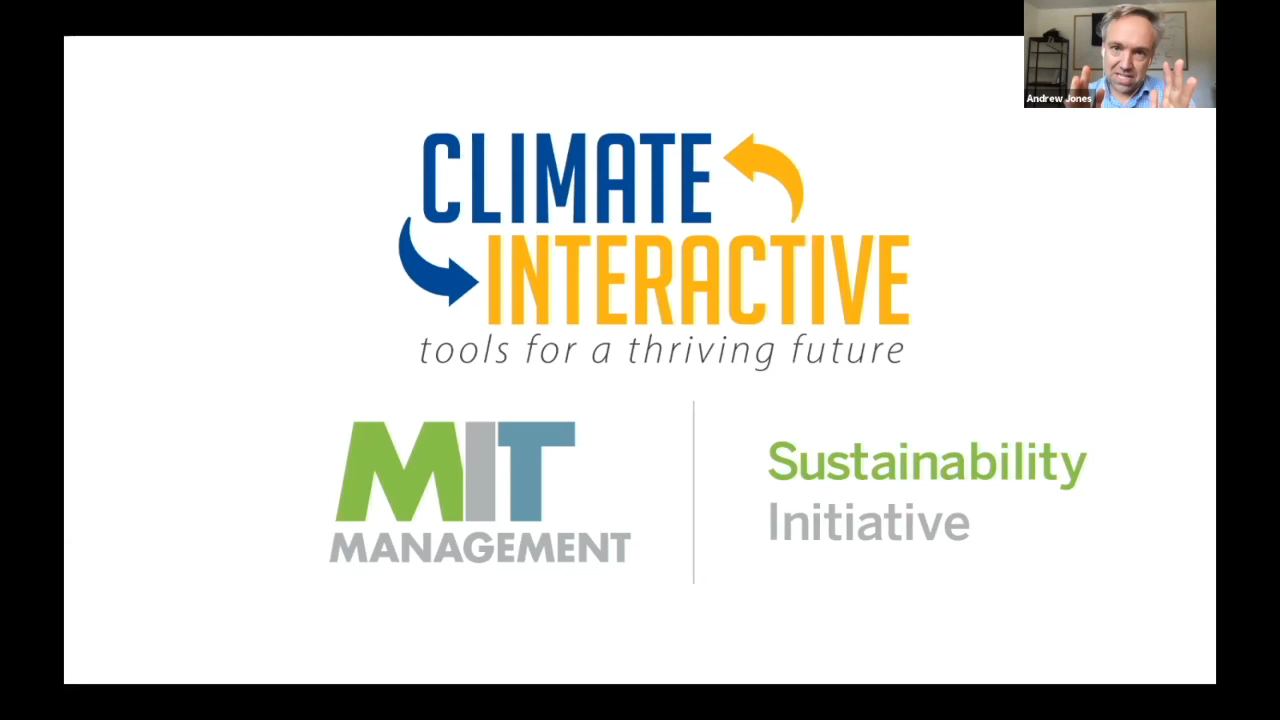 Andrew Jones
CLIMATE
INTERACTIVE
tools for a thriving future
MIT
MANAGEMENT
Sustainability
Initiative